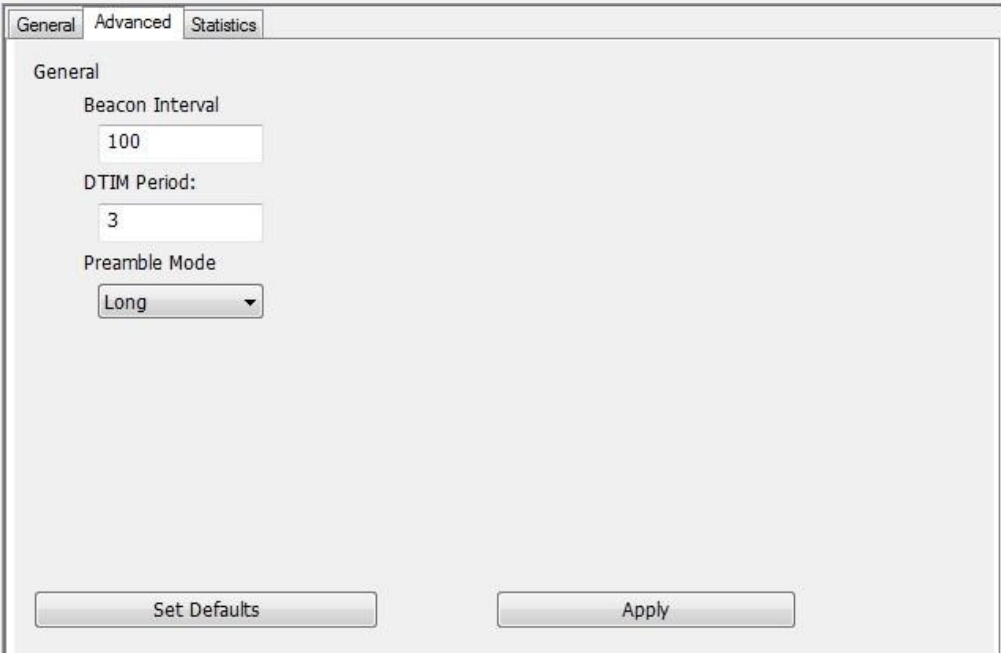 General Advanced Statistics
General
Beacon Interval
100
DTIM Period:
3
Preamble Mode
Long
Set Defaults Apply